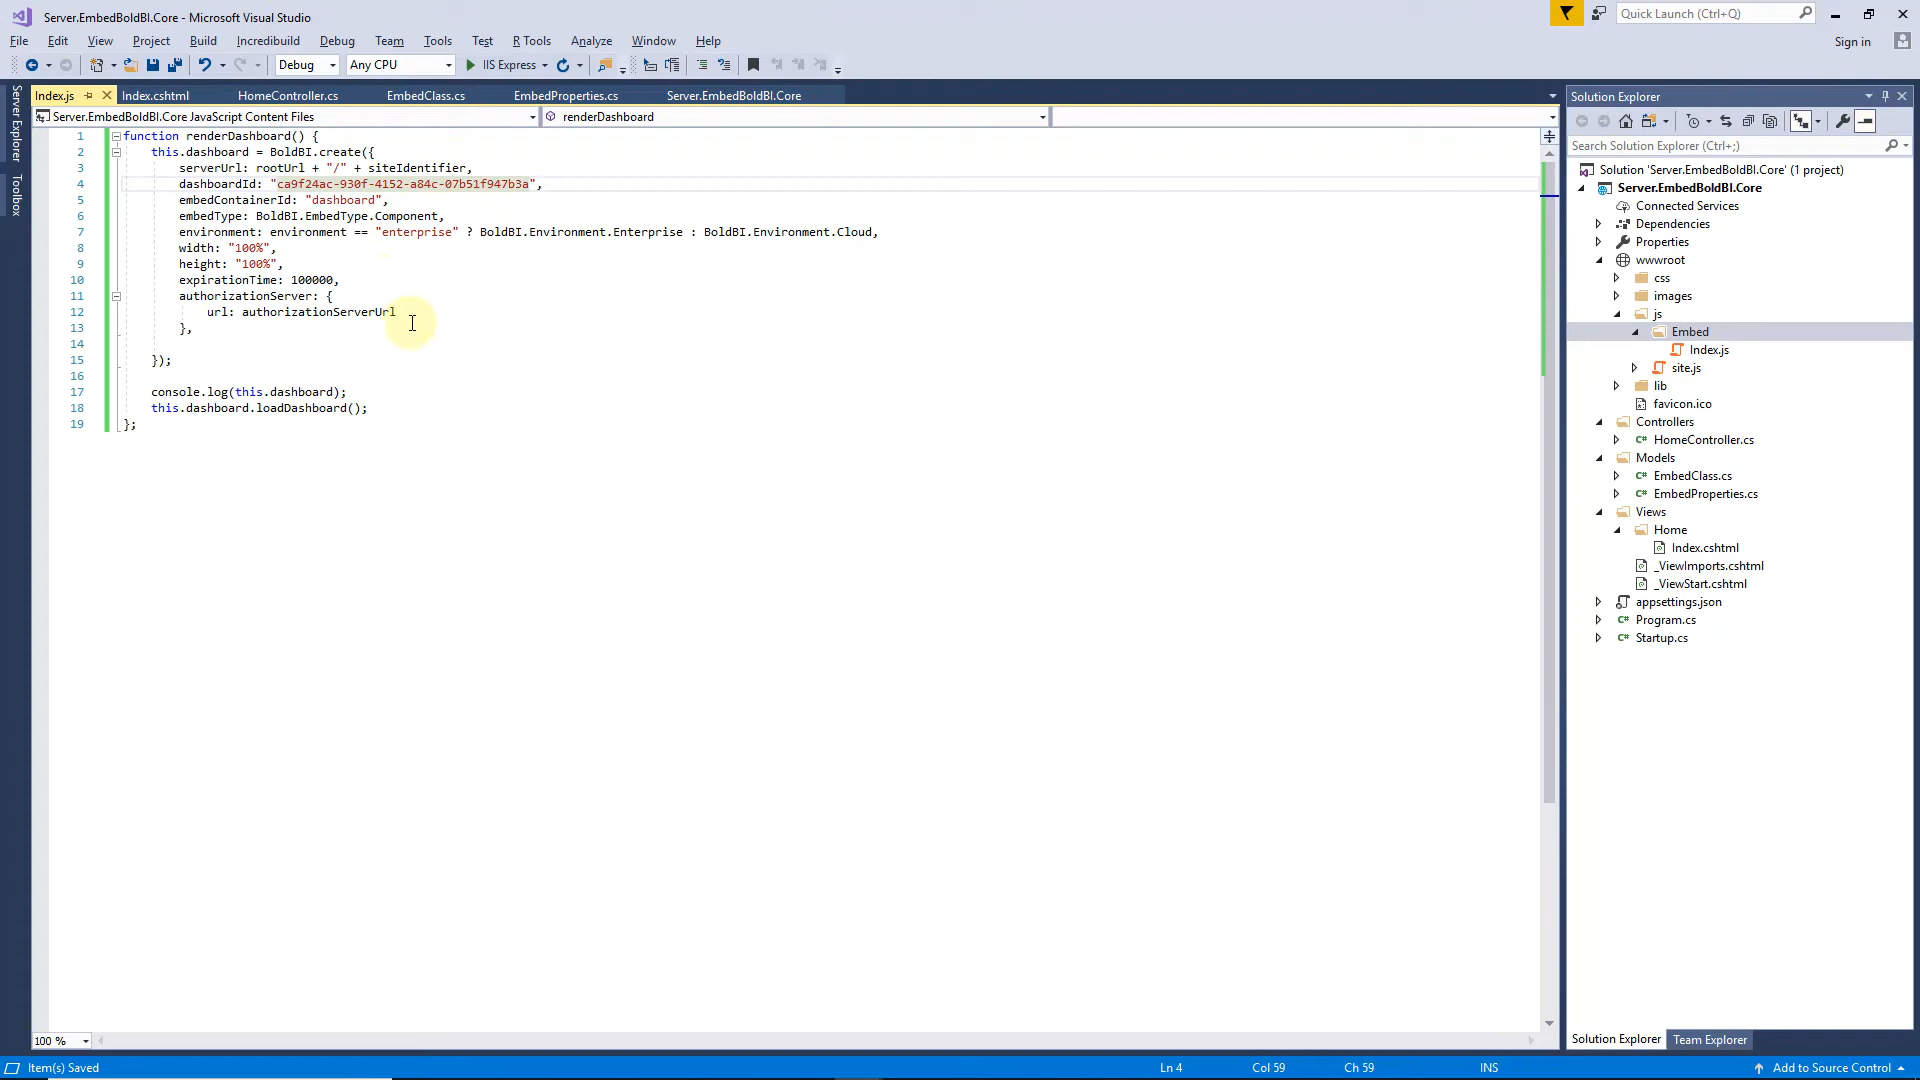 Server.EmbedBoldBI.Core - Microsoft Visual Studio
Quick Launch (Ctrl+Q)
File Edit View Project Build Incredibuild Debug Team Tools Test R Tools Analyze Window Help
Sign in
Debug Any CPU IIS Express
Server Explorer
Toolbox
Index.js Index.cshtml HomeController.cs EmbedClass.cs EmbedProperties.cs Server.EmbedBoldBI.Core
Server.EmbedBoldBI.Core JavaScript Content Files renderDashboard
1 function renderDashboard() {
2 this.dashboard = BoldBI.create({
3 serverUrl: rootUrl + "/" + siteIdentifier,
4 dashboardId: "ca9f24ac-930f-4152-a84c-07b51f947b3a",
5 embedContainerId: "dashboard",
6 embedType: BoldBI.EmbedType.Component,
7 environment: environment == "enterprise" ? BoldBI.Environment.Enterprise : BoldBI.Environment.Cloud,
8 width: "100%",
9 height: "100%",
10 expirationTime: 100000,
11 authorizationServer: {
12 url: authorizationServerUrl
13 },
14
15 });
16
17 console.log(this.dashboard);
18 this.dashboard.loadDashboard();
19 };
100 %
Solution Explorer
Search Solution Explorer (Ctrl+;)
Solution 'Server.EmbedBoldBI.Core' (1 project)
Server.EmbedBoldBI.Core
Connected Services
Dependencies
Properties
wwwroot
css
images
js
Embed
Index.js
site.js
lib
favicon.ico
Controllers
HomeController.cs
Models
EmbedClass.cs
EmbedProperties.cs
Views
Home
Index.cshtml
_ViewImports.cshtml
_ViewStart.cshtml
appsettings.json
Program.cs
Startup.cs
Solution Explorer Team Explorer
Item(s) Saved Ln 4 Col 59 Ch 59 INS Add to Source Control